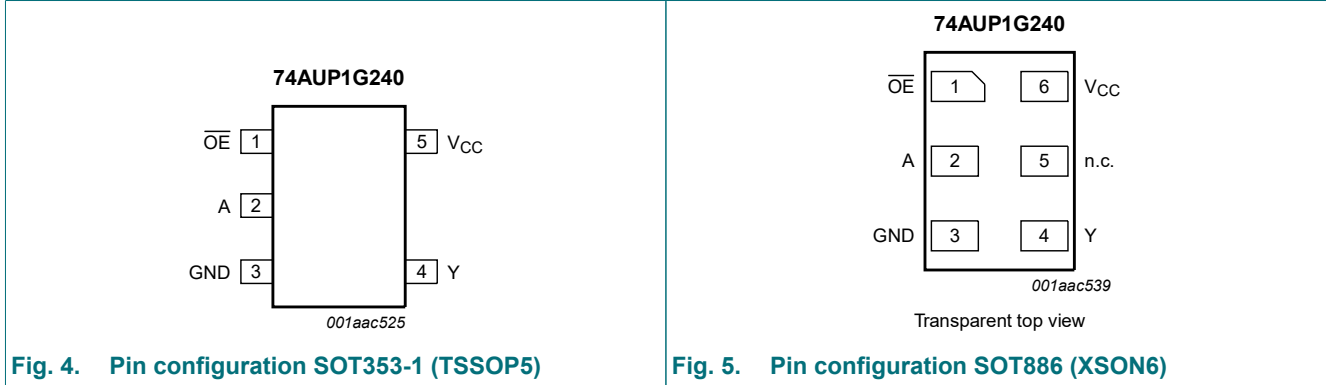 74AUP1G240
OE 1
5 VCC
A 2
GND 3
4 Y
001aac525
Fig. 4. Pin configuration SOT353-1 (TSSOP5)
74AUP1G240
OE 1 6 VCC
A 2 5 n.c.
GND 3 4 Y
001aac539
Transparent top view
Fig. 5. Pin configuration SOT886 (XSON6)